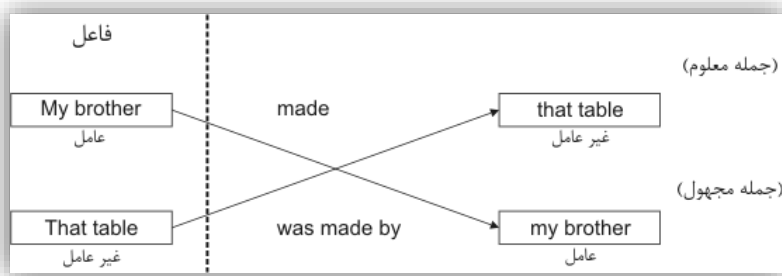 فاعل
(جمله معلوم)
My brother made that table
عامل غیر عامل
(جمله مجهول)
That table was made by my brother
غیر عامل عامل